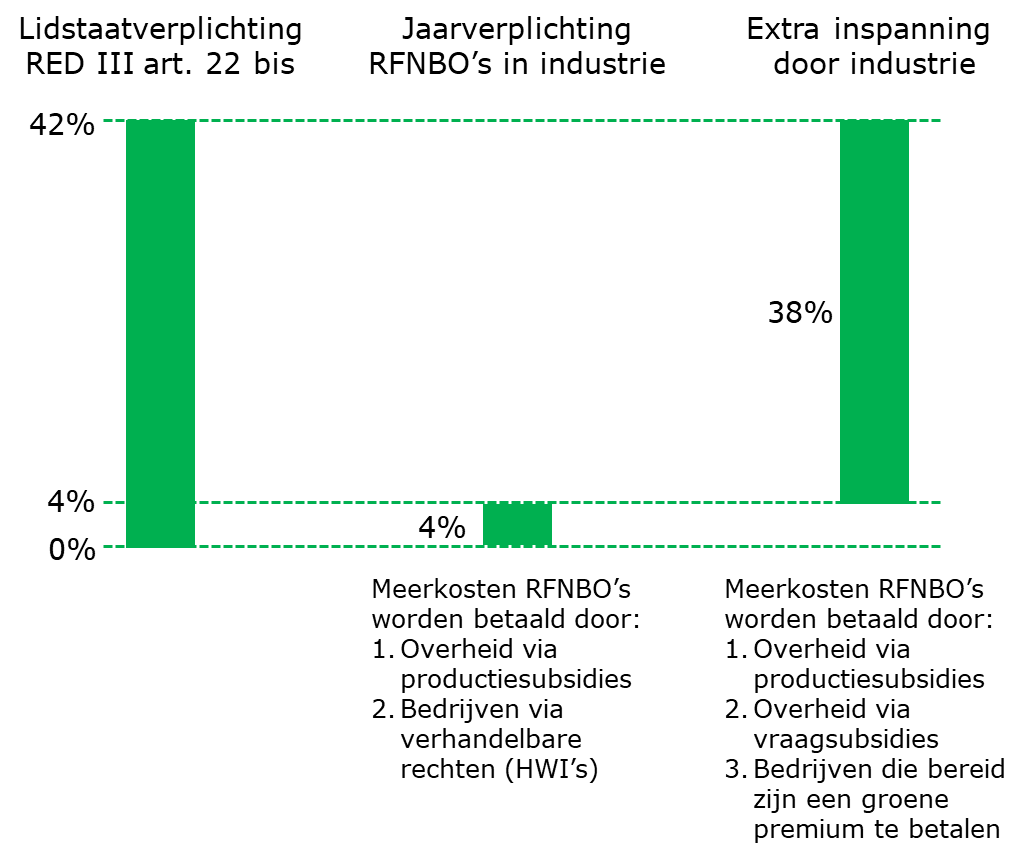 Lidstaatverplichting
RED III art. 22 bis
Jaarverplichting
RFNBO’s in industrie
Extra inspanning
door industrie
42%
38%
4%
4%
0%
Meerkosten RFNBO’s
worden betaald door:
1. Overheid via
productiesubsidies
2. Bedrijven via
verhandelbare
rechten (HWI’s)
Meerkosten RFNBO’s
worden betaald door:
1. Overheid via
productiesubsidies
2. Overheid via
vraagsubsidies
3. Bedrijven die bereid
zijn een groene
premium te betalen